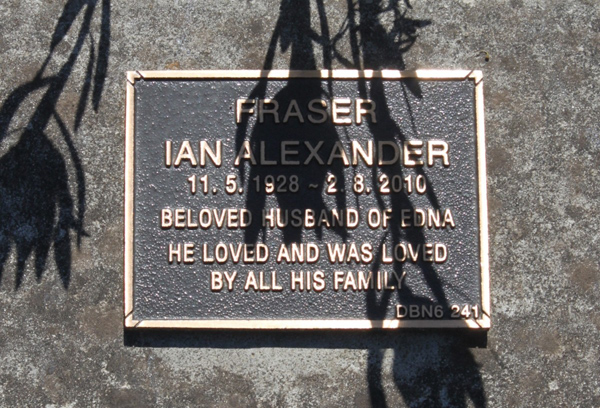 FRASER
IAN ALEXANDER
11. 5. 1928 ~ 2. 8. 2010
BELOVED HUSBAND OF EDNA
HE LOVED AND WAS LOVED
BY ALL HIS FAMILY
DBN6 241